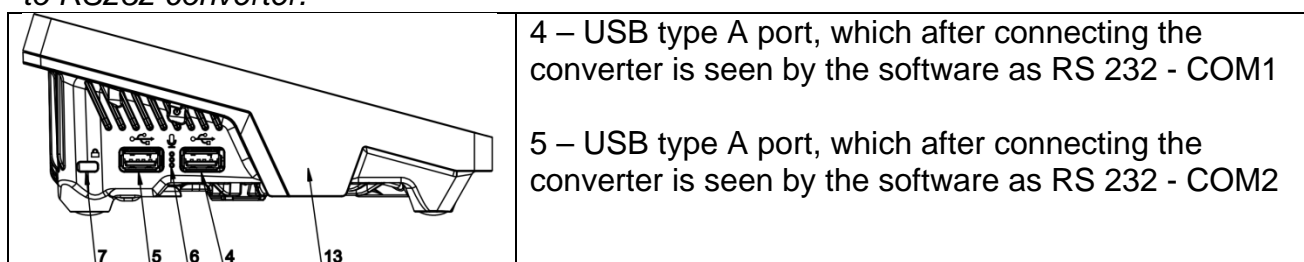 to RS232 converter.
4 – USB type A port, which after connecting the
converter is seen by the software as RS 232 - COM1
5 – USB type A port, which after connecting the
converter is seen by the software as RS 232 - COM2
7 5 6 4 13